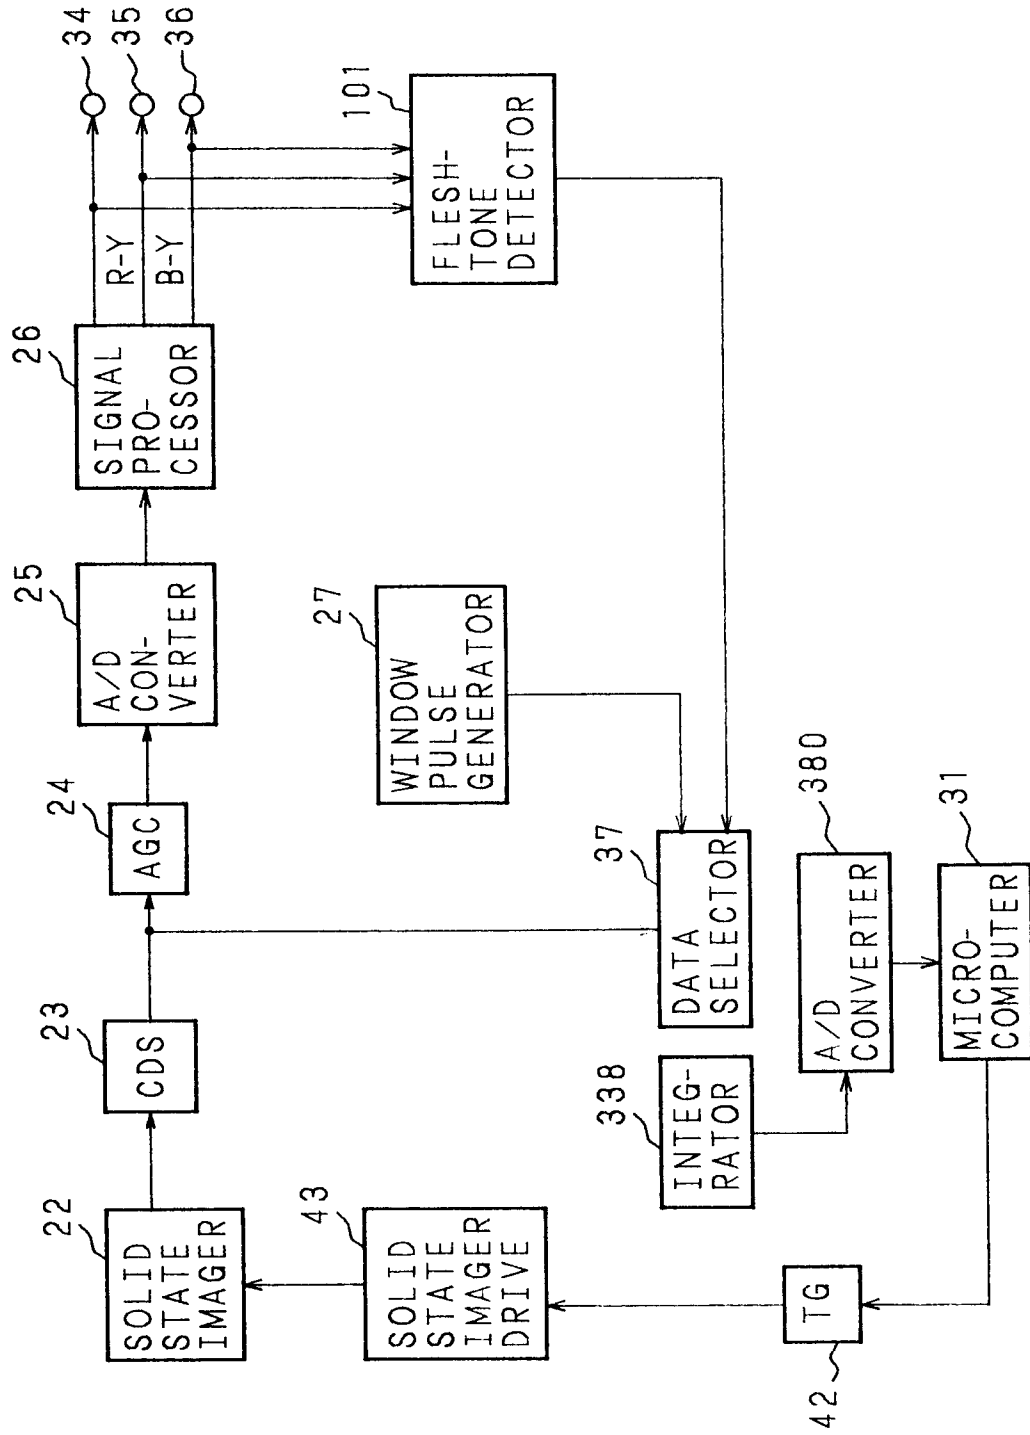 22
SOLID
STATE
IMAGER
23
CDS
24
AGC
25
A/D
CON-
VERTER
26
SIGNAL
PRO-
CESSOR
R-Y
B-Y
34
35
36
43
SOLID
STATE
IMAGER
DRIVE
27
WINDOW
PULSE
GENERATOR
101
FLESH-
TONE
DETECTOR
338
INTEG-
RATOR
37
DATA
SELECTOR
42
TG
380
A/D
CONVERTER
31
MICRO-
COMPUTER